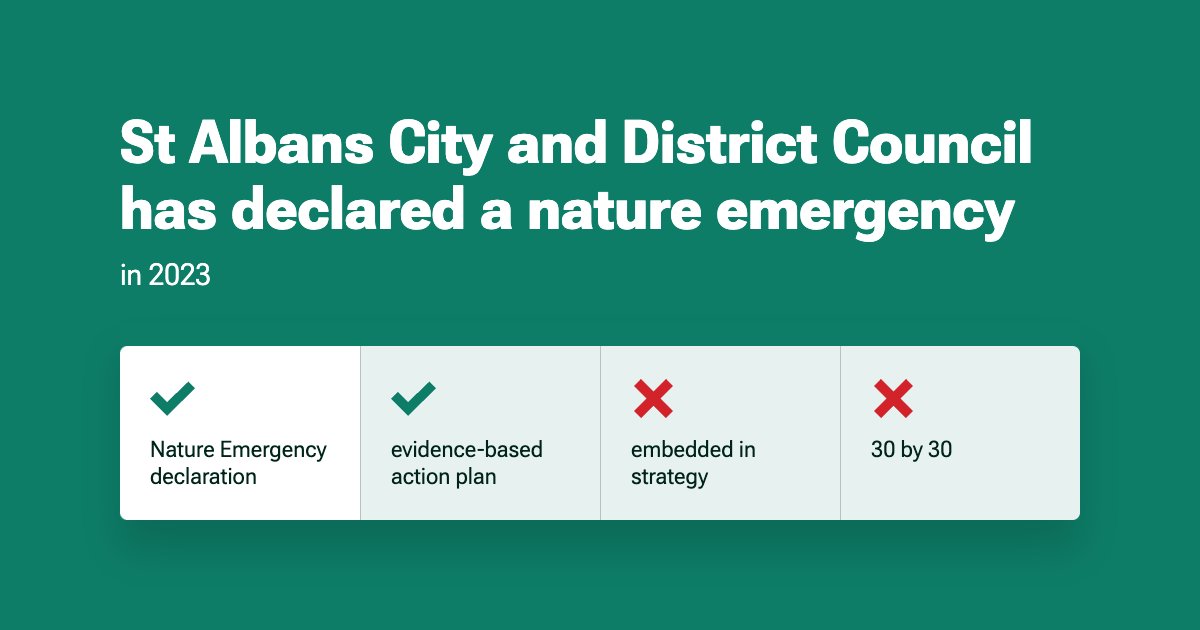 St Albans City and District Council
has declared a nature emergency
in 2023
Nature Emergency
declaration
evidence-based
action plan
embedded in
strategy
30 by 30